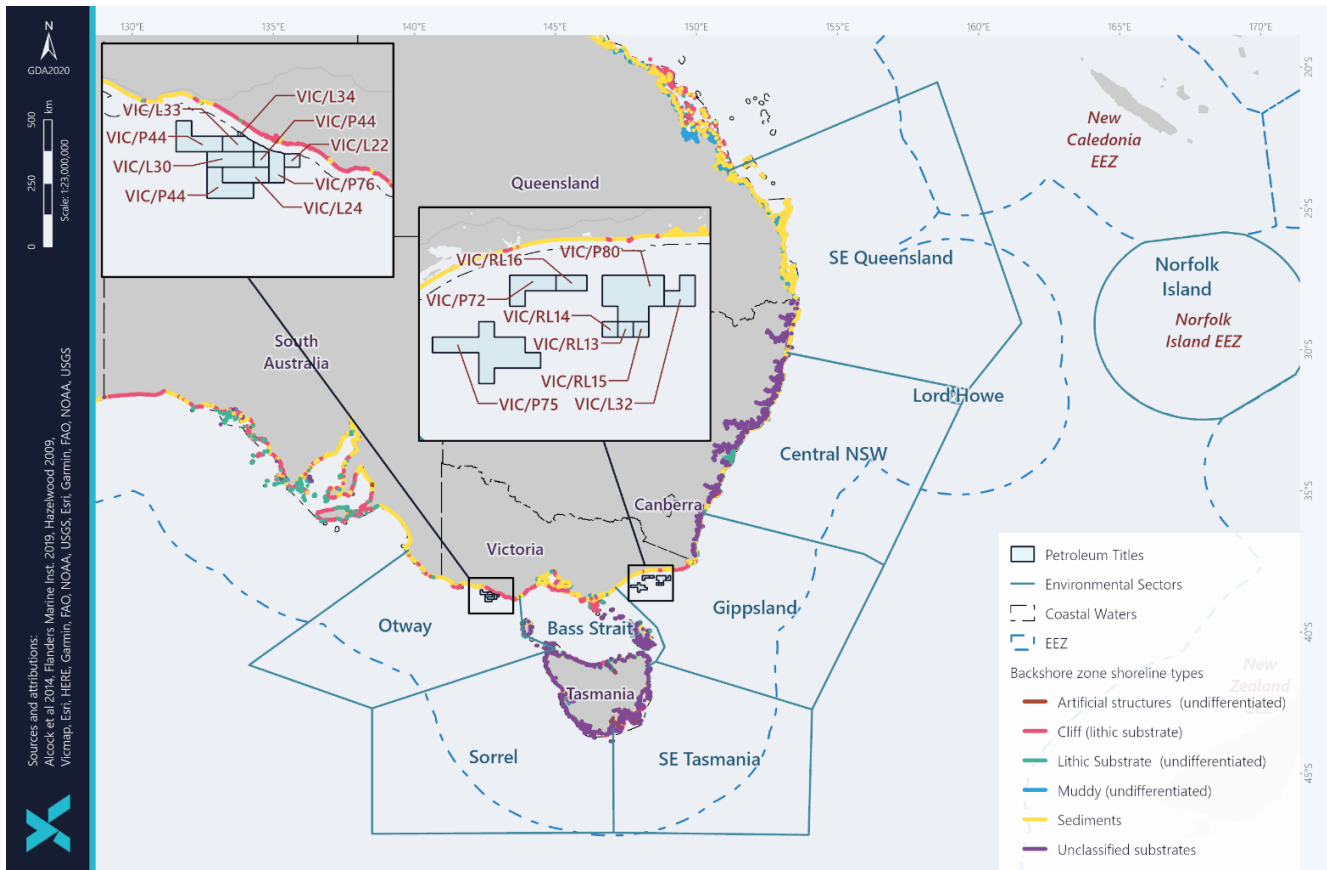 N
GDA2020
500
km
250
0
Scale: 1:23,000,000
Sources and attributions:
Alcock et al 2014, Flanders Marine Inst. 2019, Hazelwood 2009,
Vicmap, Esri, HERE, Garmin, FAO, NOAA, USGS, Esri, Garmin, FAO, NOAA, USGS
130°E
135°E
140°E
145°E
150°E
155°E
160°E
165°E
170°E
20°S
25°S
30°S
35°S
40°S
45°S
VIC/L34
VIC/L33
VIC/P44
VIC/P44
VIC/L22
VIC/L30
VIC/P76
VIC/P44
VIC/L24
Queensland
VIC/P80
VIC/RL16
VIC/P72
VIC/RL14
VIC/RL13
VIC/RL15
VIC/P75
VIC/L32
New
Caledonia
EEZ
SE Queensland
Norfolk
Island
Norfolk
Island EEZ
South
Australia
Lord Howe
Central NSW
Canberra
Victoria
Gippsland
Otway
Bass Strait
Tasmania
Sorrel
SE Tasmania
New
Zealand
EEZ
Petroleum Titles
Environmental Sectors
Coastal Waters
EEZ
Backshore zone shoreline types
Artificial structures (undifferentiated)
Cliff (lithic substrate)
Lithic Substrate (undifferentiated)
Muddy (undifferentiated)
Sediments
Unclassified substrates